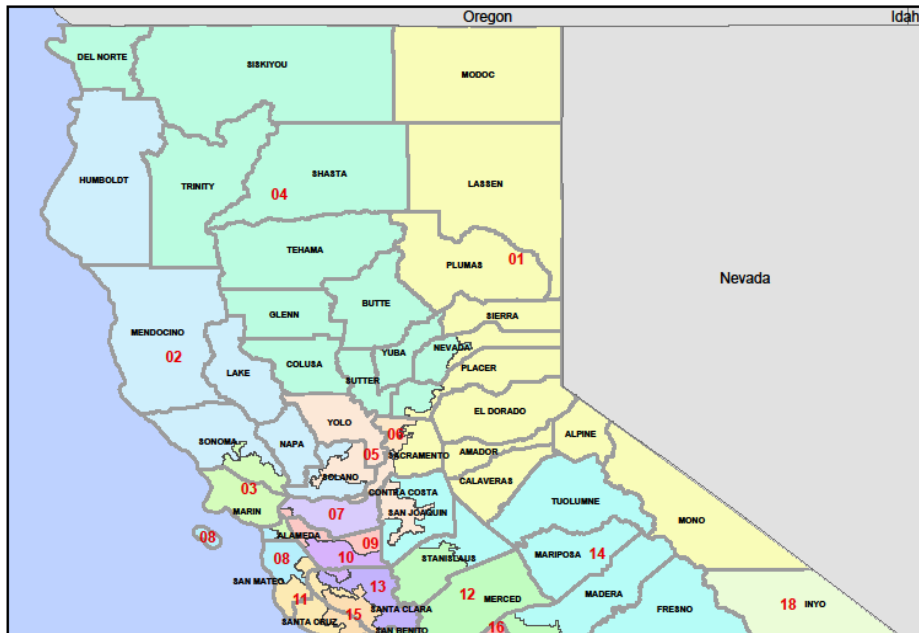 Oregon
Idah
DEL NORTE
SISKIYOU
MODOC
HUMBOLDT
TRINITY
SHASTA
LASSEN
04
TEHAMA
PLUMAS
01
Nevada
BUTTE
GLENN
SIERRA
MENDOCINO
02
YUBA
NEVADA
LAKE
COLUSA
PLACER
SUTTER
EL DORADO
YOLO
ALPINE
SONOMA
NAPA
06
SACRAMENTO
AMADOR
05
SOLANO
CALAVERAS
03
CONTRA COSTA
TUOLUMNE
MARIN
07
SAN JOAQUIN
MONO
08
ALAMEDA
09
STANISLAUS
MARIPOSA
14
08
10
SAN MATEO
13
12
MERCED
MADERA
11
15
SANTA CLARA
FRESNO
18
INYO
SANTA CRUZ
SAN BENITO
16